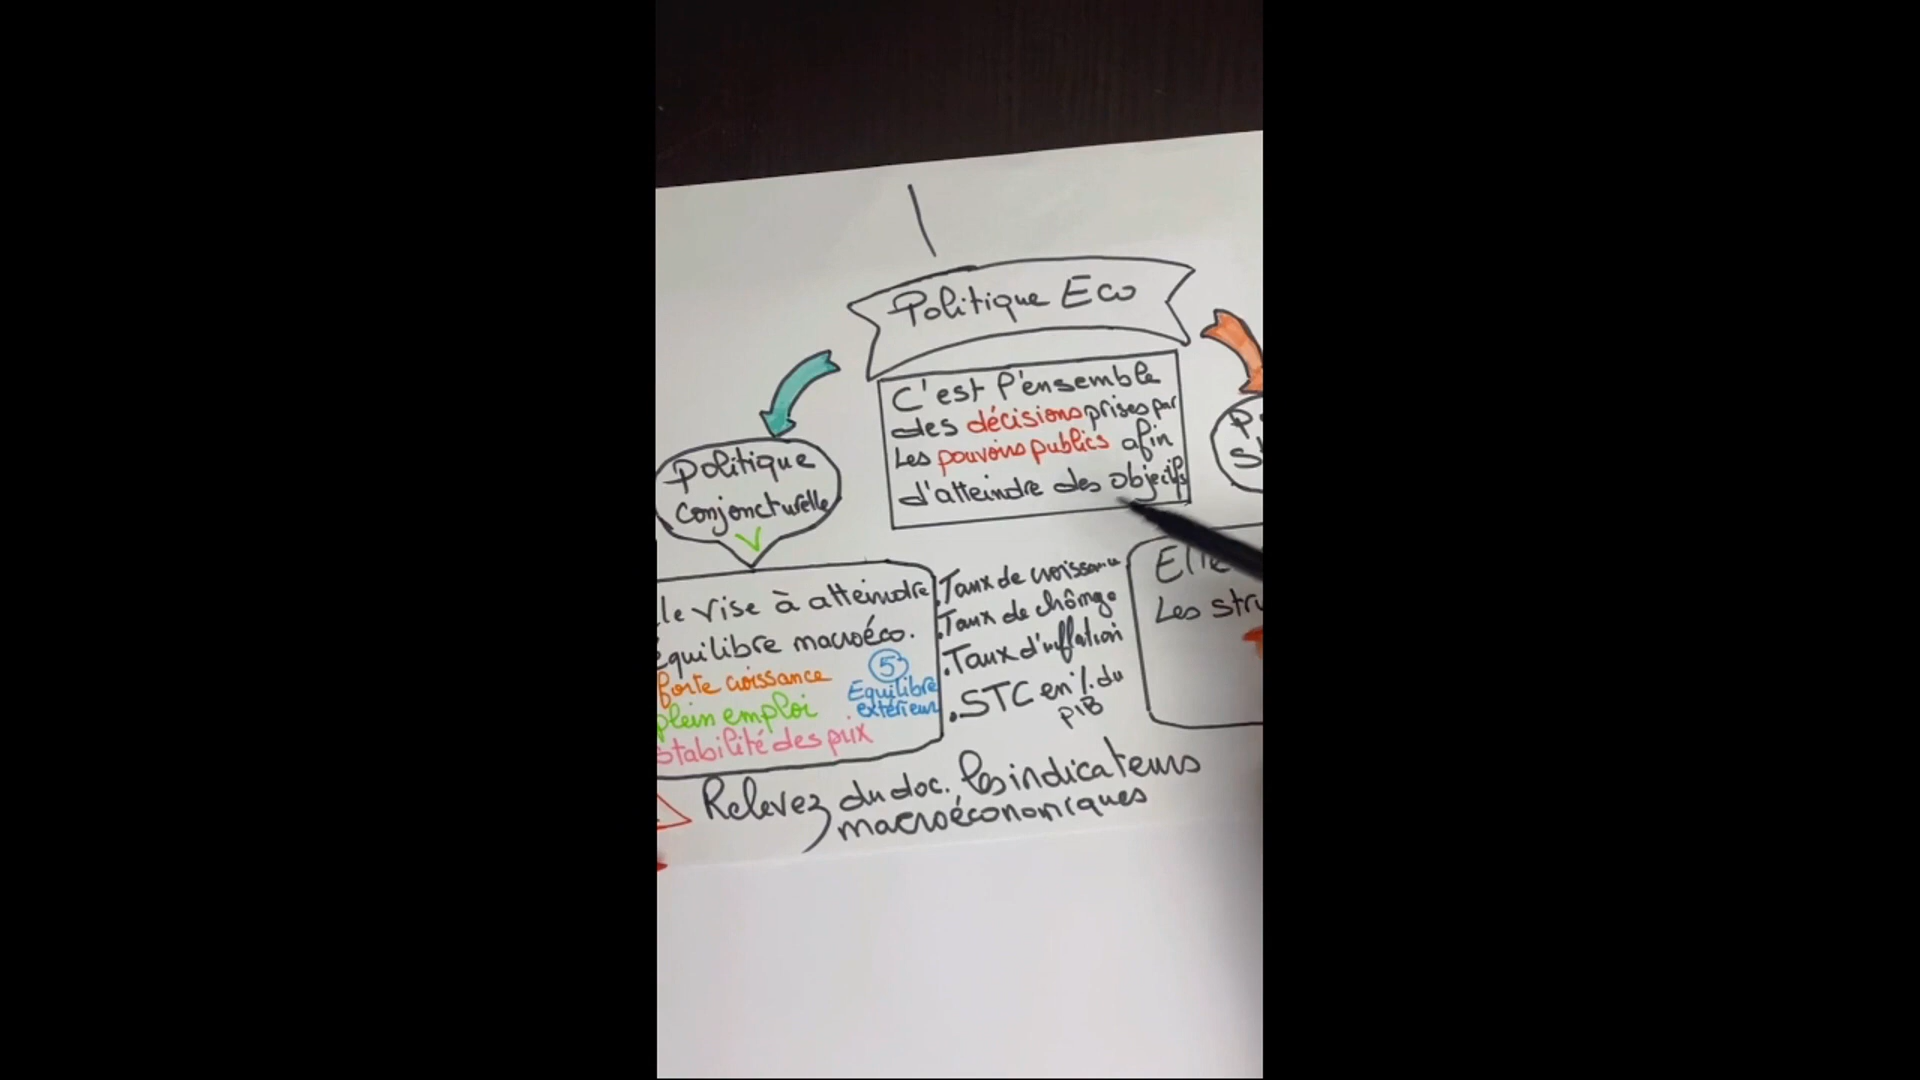 Politique Eco
C'est l'ensemble
des décisions prises par
Les pouvoirs publics afin
d'atteindre des objectifs
Politique
conjoncturelle
le vise à atteindre
équilibre macroéco.
forte croissance
plein emploi
stabilité des prix
5
Equilibre
extérieur
.Taux de croissance
.Taux de chômge
.Taux d'inflation
.STC en % du
PIB
Elle
Les stru
Relevez du doc. les indicateurs
macroéconomiques